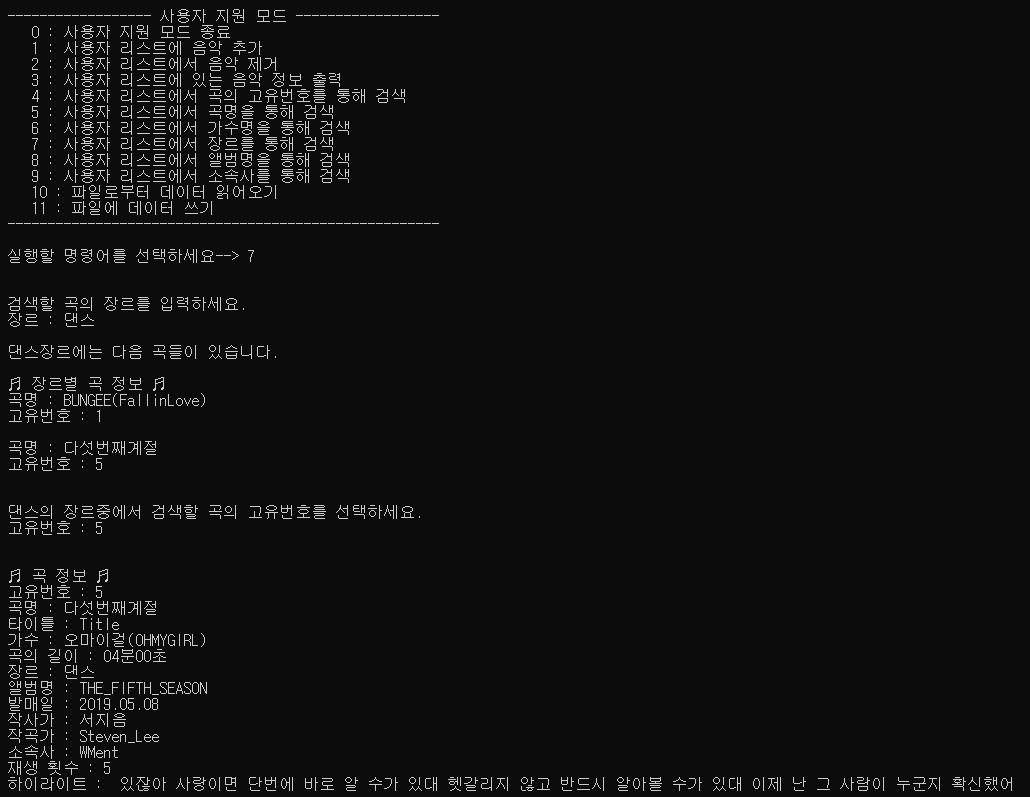 ------------------ 사용자 지원 모드 ------------------
0 : 사용자 지원 모드 종료
1 : 사용자 리스트에 음악 추가
2 : 사용자 리스트에서 음악 제거
3 : 사용자 리스트에 있는 음악 정보 출력
4 : 사용자 리스트에서 곡의 고유번호를 통해 검색
5 : 사용자 리스트에서 곡명을 통해 검색
6 : 사용자 리스트에서 가수명을 통해 검색
7 : 사용자 리스트에서 장르를 통해 검색
8 : 사용자 리스트에서 앨범명을 통해 검색
9 : 사용자 리스트에서 소속사를 통해 검색
10 : 파일로부터 데이터 읽어오기
11 : 파일에 데이터 쓰기
------------------------------------------------------
실행할 명령어를 선택하세요--> 7
검색할 곡의 장르를 입력하세요.
장르 : 댄스
댄스장르에는 다음 곡들이 있습니다.
♬ 장르별 곡 정보 ♬
곡명 : BUNGEE(FallinLove)
고유번호 : 1
곡명 : 다섯번째계절
고유번호 : 5
댄스의 장르중에서 검색할 곡의 고유번호를 선택하세요.
고유번호 : 5
♬ 곡 정보 ♬
고유번호 : 5
곡명 : 다섯번째계절
타이틀 : Title
가수 : 오마이걸(OHMYGIRL)
곡의 길이 : 04분00초
장르 : 댄스
앨범명 : THE_FIFTH_SEASON
발매일 : 2019.05.08
작사가 : 서지음
작곡가 : Steven_Lee
소속사 : WMent
재생 횟수 : 5
하이라이트 :  있잖아 사랑이면 단번에 바로 알 수가 있대 헷갈리지 않고 반드시 알아볼 수가 있대 이제 난 그 사람이 누군지 확신했어